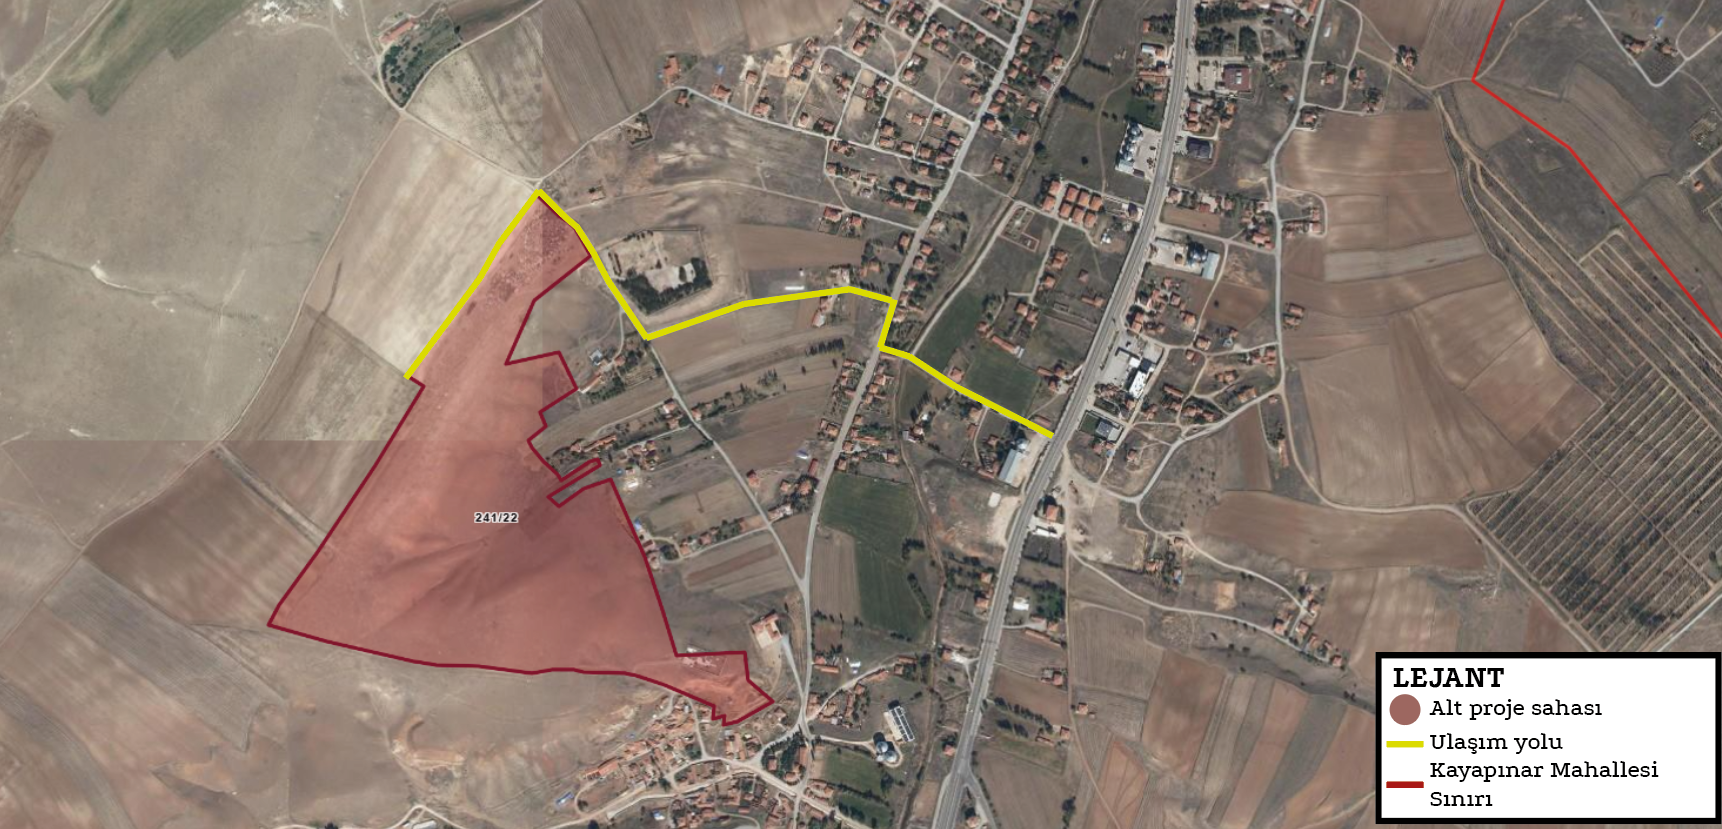 241/22
LEJANT
Alt proje sahası
Ulaşım yolu
Kayapınar Mahallesi
Sınırı